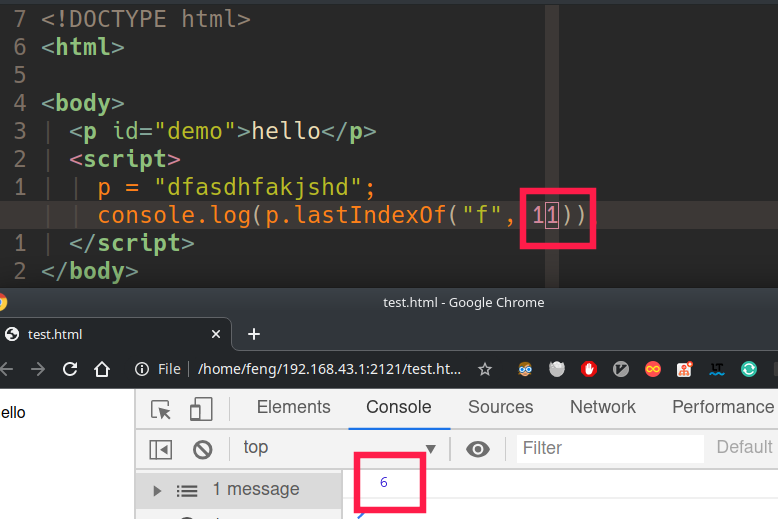 7 <!DOCTYPE html>
6 <html>
5
4 <body>
3 <p id="demo">hello</p>
2 <script>
1 p = "dfasdhfakjshd";
console.log(p.lastIndexOf("f", 11))
1 </script>
2 </body>
test.html - Google Chrome
test.html × +
File /home/feng/192.168.43.1:2121/test.ht...
ello
Elements Console Sources Network Performance
top Filter Default
1 message
6